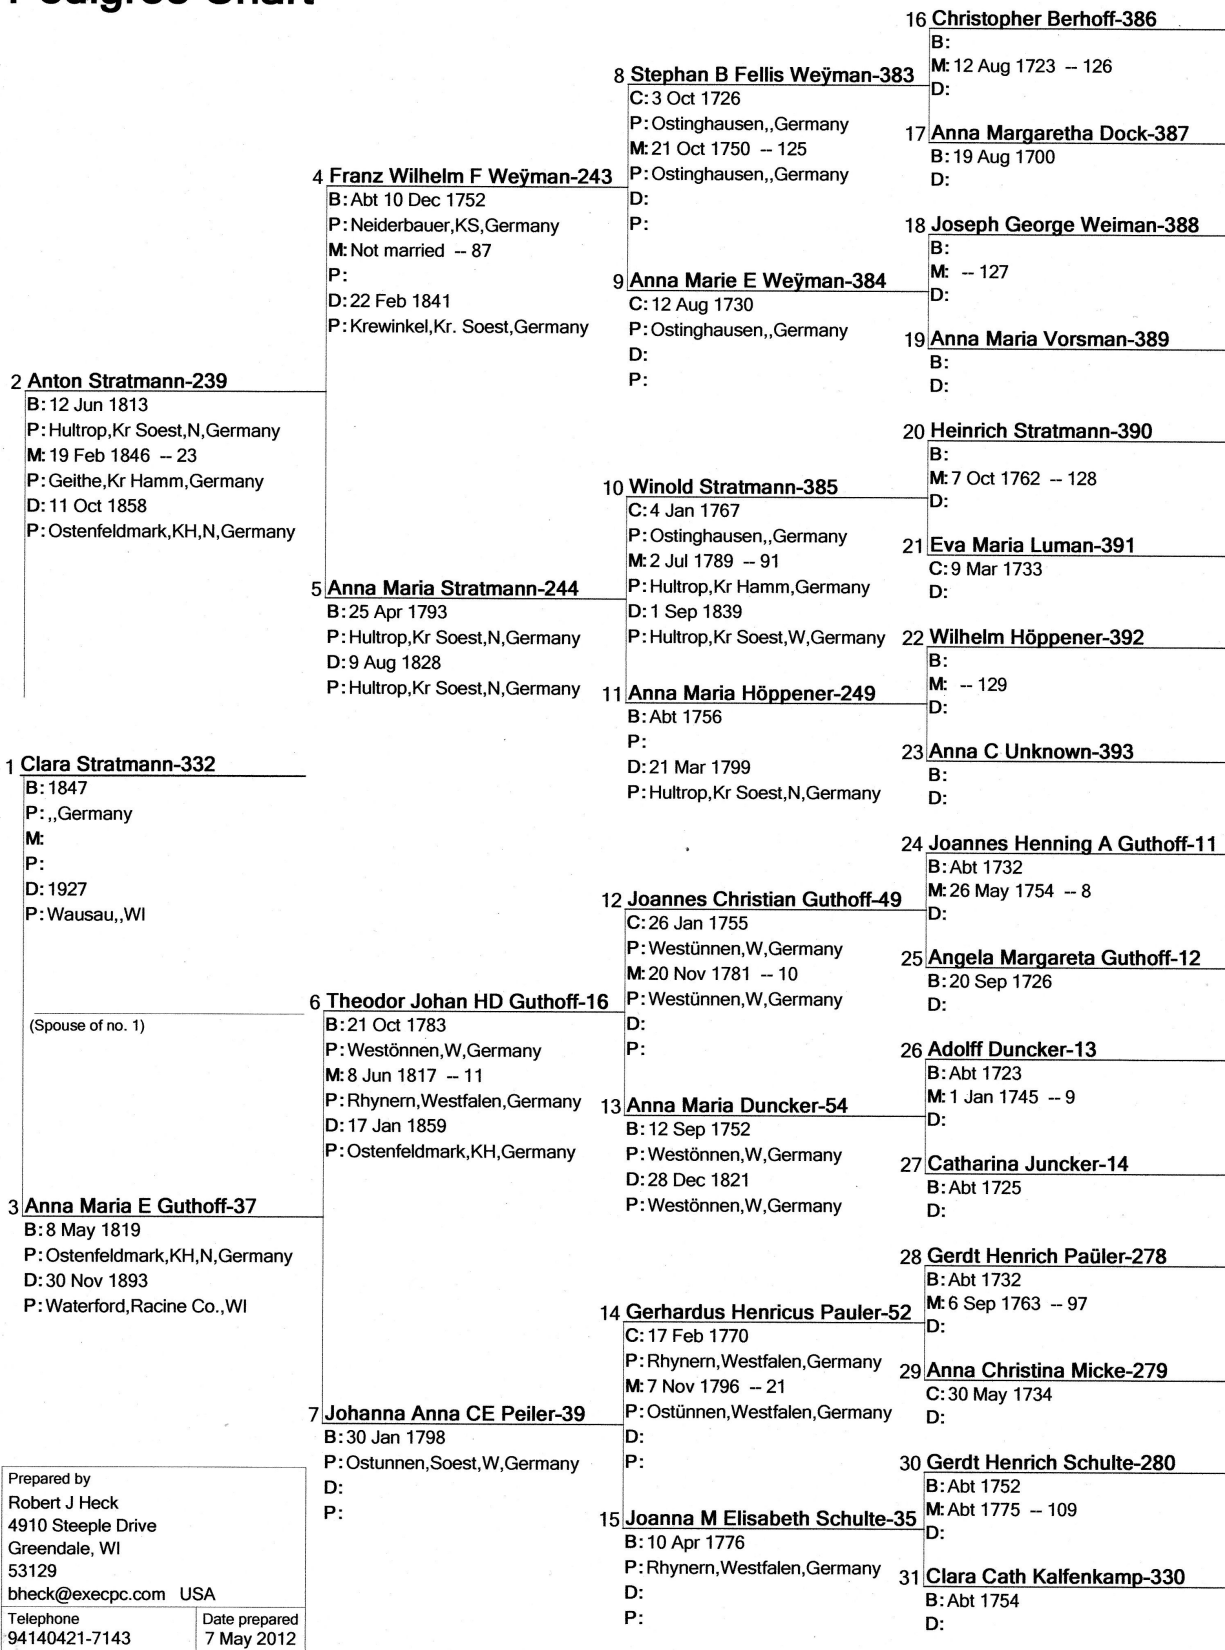 Pedigree Chart
1 Clara Stratmann-332
B: 1847
P: ,,Germany
M:
P:
D: 1927
P: Wausau,,WI
(Spouse of no. 1)
2 Anton Stratmann-239
B: 12 Jun 1813
P: Hultrop,Kr Soest,N,Germany
M: 19 Feb 1846 -- 23
P: Geithe,Kr Hamm,Germany
D: 11 Oct 1858
P: Ostenfeldmark,KH,N,Germany
3 Anna Maria E Guthoff-37
B: 8 May 1819
P: Ostenfeldmark,KH,N,Germany
D: 30 Nov 1893
P: Waterford,Racine Co.,WI
4 Franz Wilhelm F Weÿman-243
B: Abt 10 Dec 1752
P: Neiderbauer,KS,Germany
M: Not married -- 87
P:
D: 22 Feb 1841
P: Krewinkel,Kr. Soest,Germany
5 Anna Maria Stratmann-244
B: 25 Apr 1793
P: Hultrop,Kr Soest,N,Germany
D: 9 Aug 1828
P: Hultrop,Kr Soest,N,Germany
6 Theodor Johan HD Guthoff-16
B: 21 Oct 1783
P: Westönnen,W,Germany
M: 8 Jun 1817 -- 11
P: Rhynern,Westfalen,Germany
D: 17 Jan 1859
P: Ostenfeldmark,KH,Germany
7 Johanna Anna CE Peiler-39
B: 30 Jan 1798
P: Ostunnen,Soest,W,Germany
D:
P:
8 Stephan B Fellis Weÿman-383
C: 3 Oct 1726
P: Ostinghausen,,Germany
M: 21 Oct 1750 -- 125
P: Ostinghausen,,Germany
D:
P:
9 Anna Marie E Weÿman-384
C: 12 Aug 1730
P: Ostinghausen,,Germany
D:
P:
10 Winold Stratmann-385
C: 4 Jan 1767
P: Ostinghausen,,Germany
M: 2 Jul 1789 -- 91
P: Hultrop,Kr Hamm,Germany
D: 1 Sep 1839
P: Hultrop,Kr Soest,W,Germany
11 Anna Maria Höppener-249
B: Abt 1756
P:
D: 21 Mar 1799
P: Hultrop,Kr Soest,N,Germany
12 Joannes Christian Guthoff-49
C: 26 Jan 1755
P: Westünnen,W,Germany
M: 20 Nov 1781 -- 10
P: Westünnen,W,Germany
D:
P:
13 Anna Maria Duncker-54
B: 12 Sep 1752
P: Westönnen,W,Germany
D: 28 Dec 1821
P: Westönnen,W,Germany
14 Gerhardus Henricus Pauler-52
C: 17 Feb 1770
P: Rhynern,Westfalen,Germany
M: 7 Nov 1796 -- 21
P: Ostünnen,Westfalen,Germany
D:
P:
15 Joanna M Elisabeth Schulte-35
B: 10 Apr 1776
P: Rhynern,Westfalen,Germany
D:
P:
16 Christopher Berhoff-386
B:
M: 12 Aug 1723 -- 126
D:
17 Anna Margaretha Dock-387
B: 19 Aug 1700
D:
18 Joseph George Weiman-388
B:
M: -- 127
D:
19 Anna Maria Vorsman-389
B:
D:
20 Heinrich Stratmann-390
B:
M: 7 Oct 1762 -- 128
D:
21 Eva Maria Luman-391
C: 9 Mar 1733
D:
22 Wilhelm Höppener-392
B:
M: -- 129
D:
23 Anna C Unknown-393
B:
D:
24 Joannes Henning A Guthoff-11
B: Abt 1732
M: 26 May 1754 -- 8
D:
25 Angela Margareta Guthoff-12
B: 20 Sep 1726
D:
26 Adolff Duncker-13
B: Abt 1723
M: 1 Jan 1745 -- 9
D:
27 Catharina Juncker-14
B: Abt 1725
D:
28 Gerdt Henrich Paüler-278
B: Abt 1732
M: 6 Sep 1763 -- 97
D:
29 Anna Christina Micke-279
C: 30 May 1734
D:
30 Gerdt Henrich Schulte-280
B: Abt 1752
M: Abt 1775 -- 109
D:
31 Clara Cath Kalfenkamp-330
B: Abt 1754
D:
Prepared by
Robert J Heck
4910 Steeple Drive
Greendale, WI
53129
bheck@execpc.com USA
Telephone
94140421-7143
Date prepared
7 May 2012